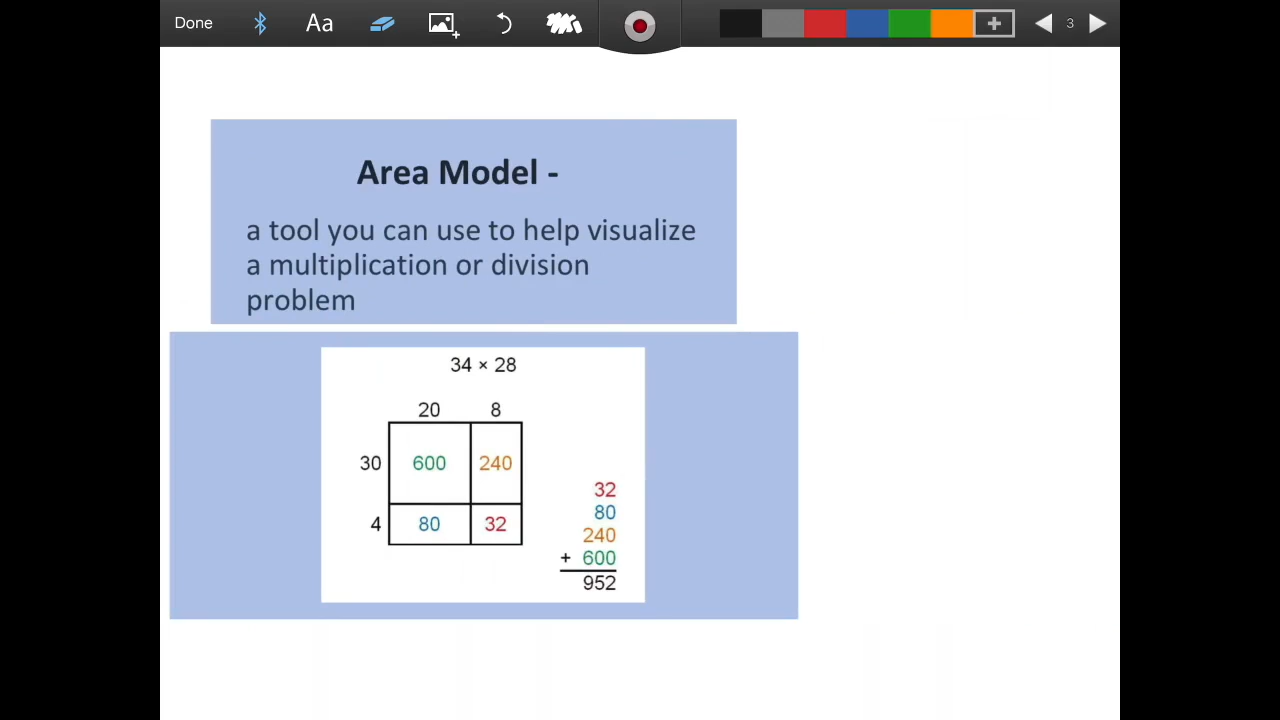 Done Aa 3
Area Model -
a tool you can use to help visualize
a multiplication or division
problem
34 × 28
20 8
30 600 240
4 80 32
32
80
240
+ 600
952